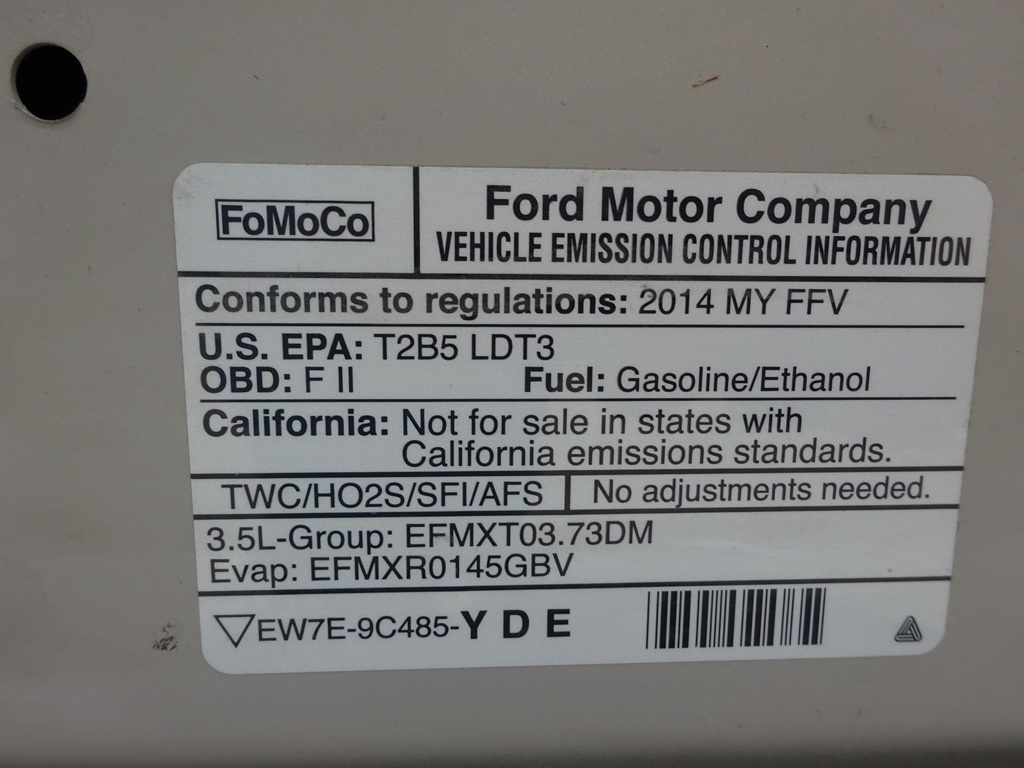 FoMoCo
Ford Motor Company
VEHICLE EMISSION CONTROL INFORMATION
Conforms to regulations: 2014 MY FFV
U.S. EPA: T2B5 LDT3
OBD: F II Fuel: Gasoline/Ethanol
California: Not for sale in states with
California emissions standards.
TWC/HO2S/SFI/AFS No adjustments needed.
3.5L-Group: EFMXT03.73DM
Evap: EFMXR0145GBV
EW7E-9C485-Y D E